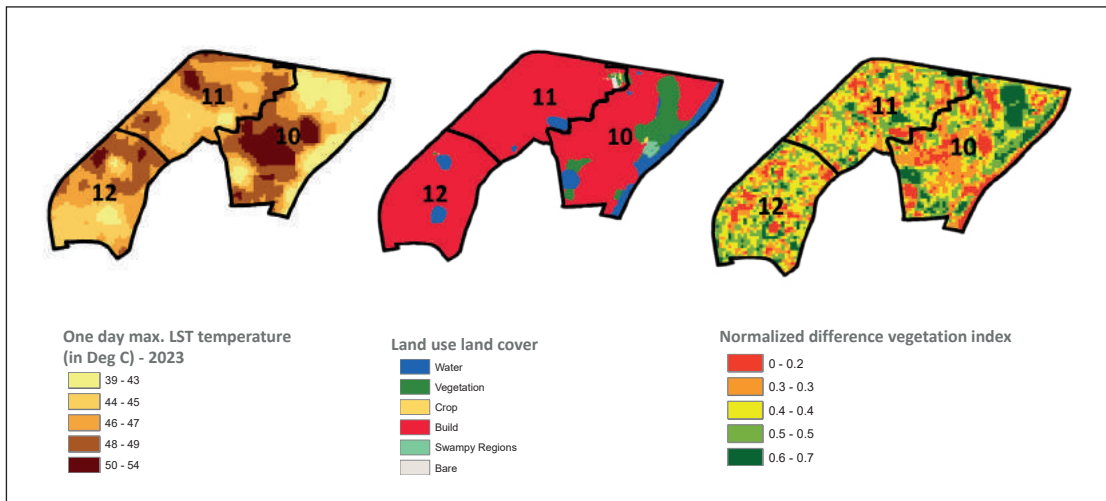 11
10
12
11
10
12
11
10
12
One day max. LST temperature
(in Deg C) - 2023
39 - 43
44 - 45
46 - 47
48 - 49
50 - 54
Land use land cover
Water
Vegetation
Crop
Build
Swampy Regions
Bare
Normalized difference vegetation index
0 - 0.2
0.3 - 0.3
0.4 - 0.4
0.5 - 0.5
0.6 - 0.7